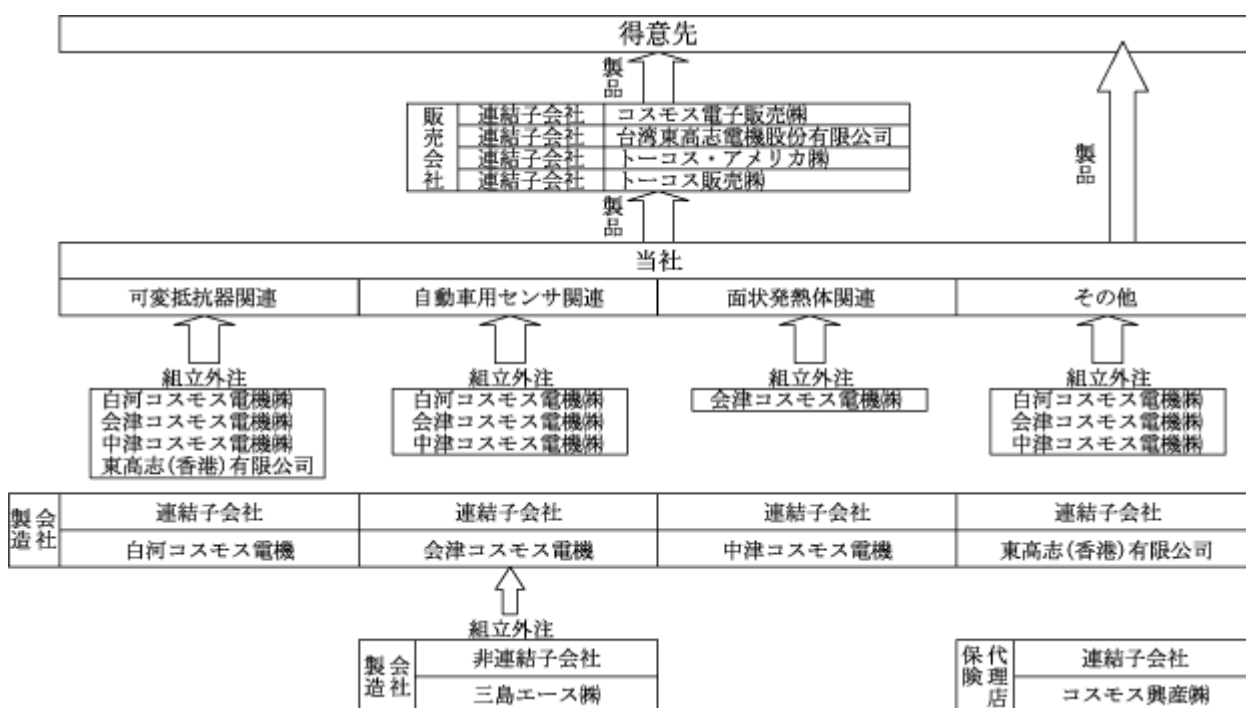 得意先
製品
販売会社
連結子会社 コスモス電子販売㈱
連結子会社 台湾東高志電機股份有限公司
連結子会社 トーコス・アメリカ㈱
連結子会社 トーコス販売㈱
製品
製品
当社
可変抵抗器関連 自動車用センサ関連 面状発熱体関連 その他
組立外注 組立外注 組立外注 組立外注
白河コスモス電機㈱ 白河コスモス電機㈱ 会津コスモス電機㈱ 白河コスモス電機㈱
会津コスモス電機㈱ 会津コスモス電機㈱ 会津コスモス電機㈱
中津コスモス電機㈱ 中津コスモス電機㈱ 中津コスモス電機㈱
東高志(香港)有限公司
製造会社
連結子会社 連結子会社 連結子会社 連結子会社
白河コスモス電機 会津コスモス電機 中津コスモス電機 東高志(香港)有限公司
組立外注
製造会社
非連結子会社
三島エース㈱
保険代理店
連結子会社
コスモス興産㈱